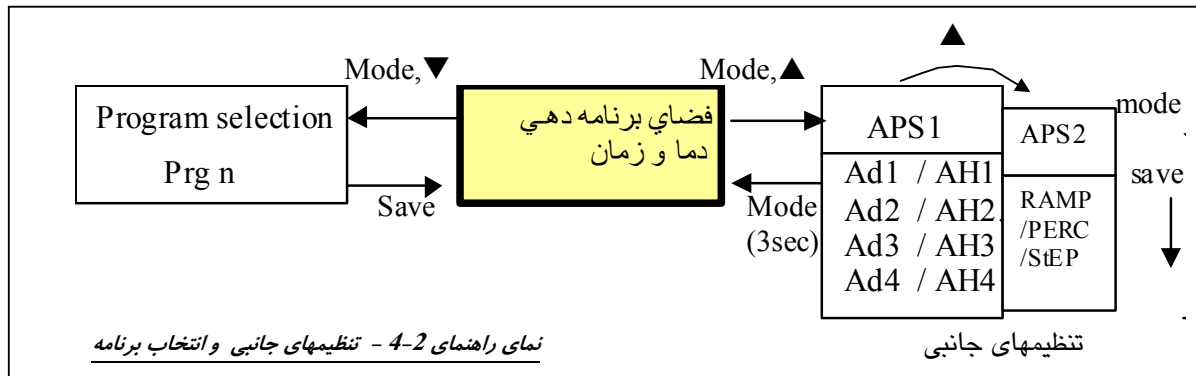 ▲
Mode,▼
Mode,▲
Program selection
Prg n
Save
فضاي برنامه دهي
دما و زمان
Mode
(3sec)
APS1
Ad1 / AH1
Ad2 / AH2.
Ad3 / AH3
Ad4 / AH4
APS2
RAMP
/PERC
/StEP
mode
save
تنظیمهای جانبی
نمای راهنمای 2-4 - تنظیمهای جانبی و انتخاب برنامه